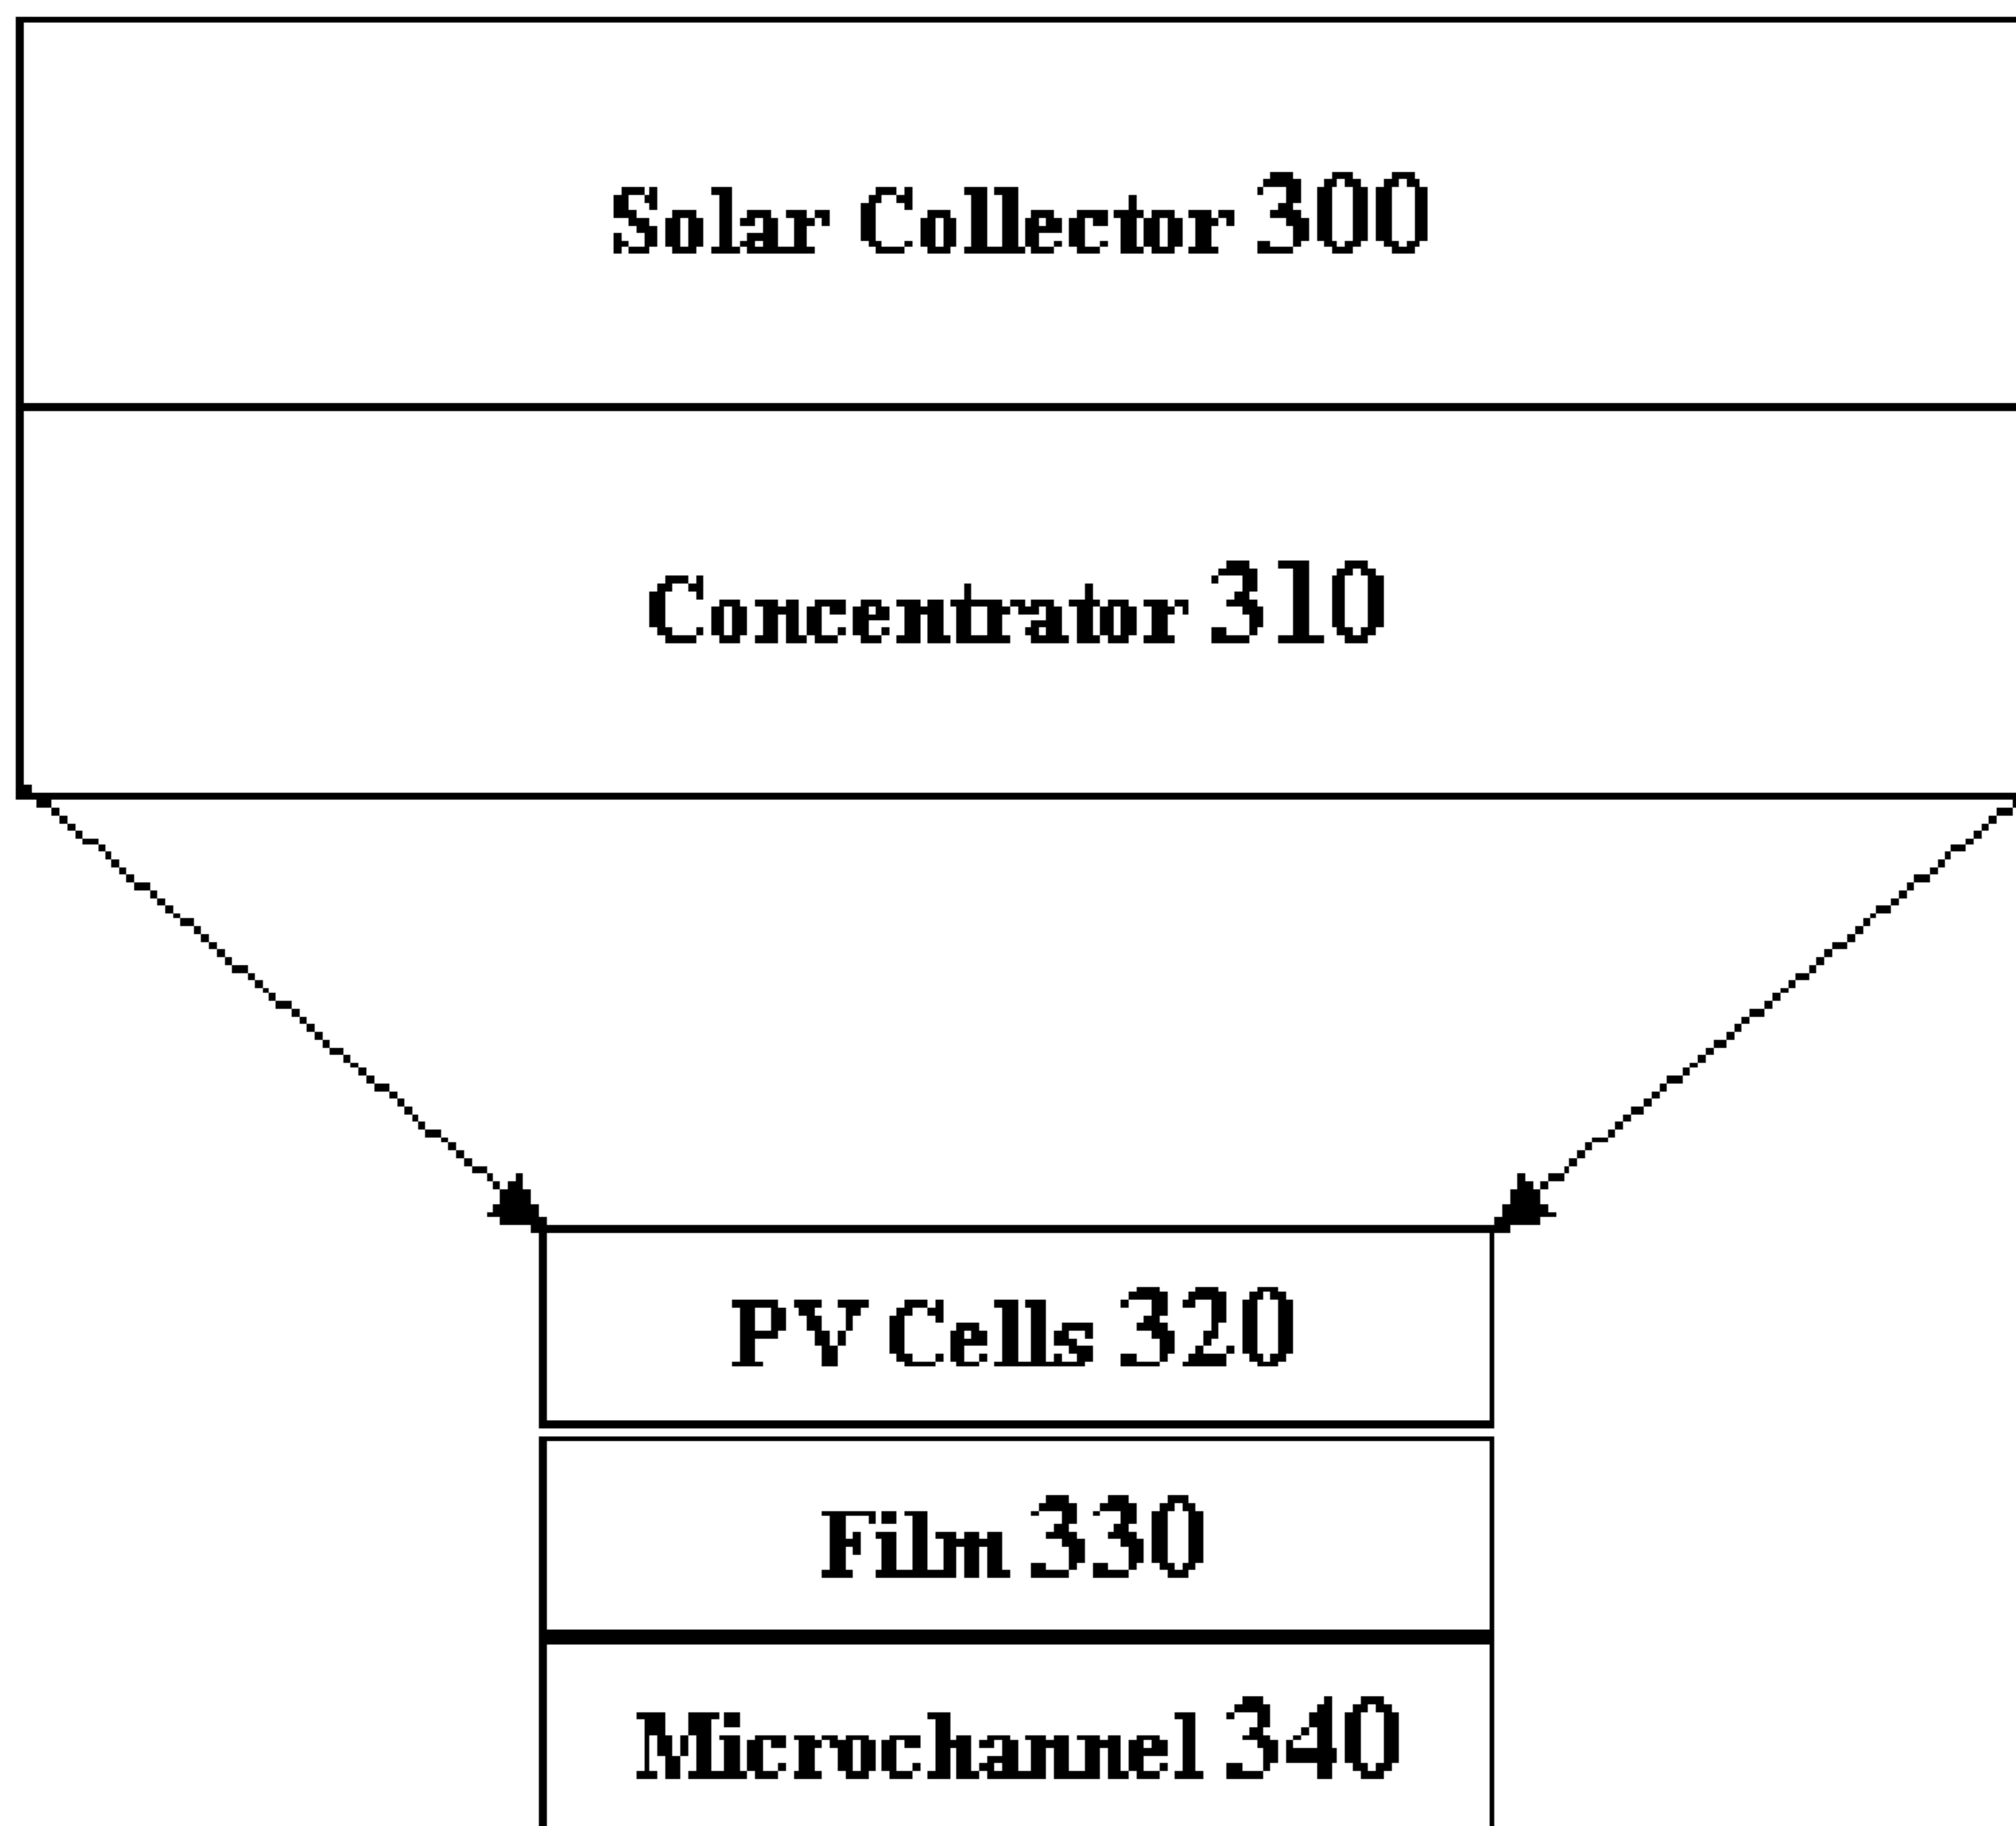 Solar Collector 300
Concentrator 310
PV Cells 320
Film 330
Microchannel 340